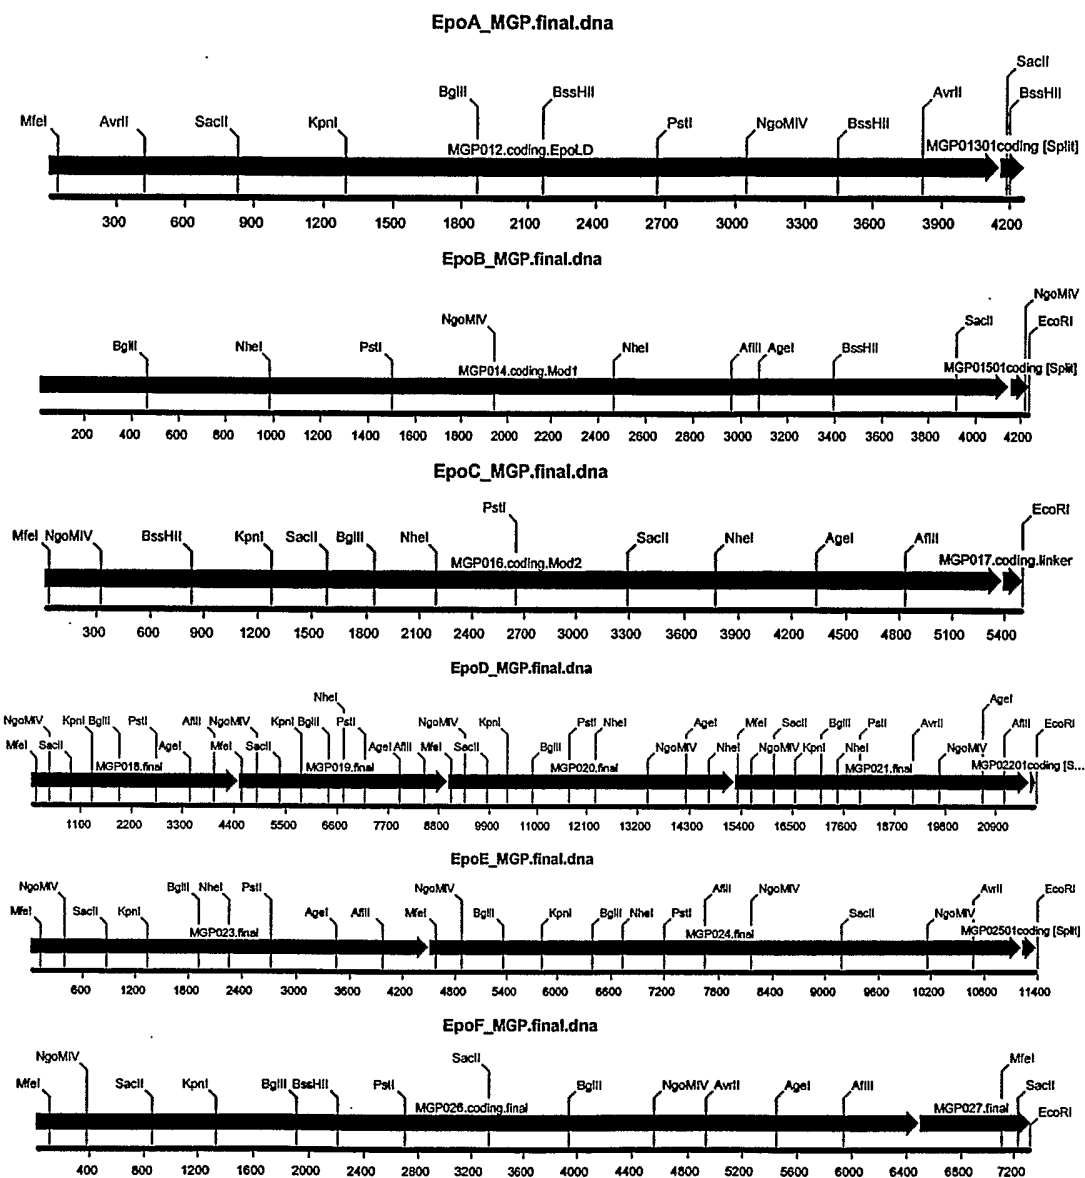 EpoA_MGP.final.dna
SacII
BglII BssHII AvrII BssHII
MfeI AvrII SacII KpnI PstI NgoMIV BssHII
MGP012.coding.EpoLD MGP01301coding [Split]
300 600 900 1200 1500 1800 2100 2400 2700 3000 3300 3600 3900 4200
EpoB_MGP.final.dna
NgoMIV
NgoMIV SacII EcoRI
BglII NheI PstI NheI AflII AgeI BssHII
MGP014.coding.Mod1 MGP01501coding [Split]
200 400 600 800 1000 1200 1400 1600 1800 2000 2200 2400 2600 2800 3000 3200 3400 3600 3800 4000 4200
EpoC_MGP.final.dna
PstI EcoRI
MfeI NgoMIV BssHII KpnI SacII BglII NheI SacII NheI AgeI AflII
MGP016.coding.Mod2 MGP017.coding.linker
300 600 900 1200 1500 1800 2100 2400 2700 3000 3300 3600 3900 4200 4500 4800 5100 5400
EpoD_MGP.final.dna
NheI AgeI
NgoMIV KpnI BglII PstI AflII NgoMIV KpnI BglII PstI NgoMIV KpnI PstI NheI AgeI MfeI SacII BglII PstI AvrII AflII EcoRI
MfeI SacII AgeI MfeI SacII AgeI AflII MfeI SacII BglII NgoMIV NheI NgoMIV KpnI NheI NgoMIV
MGP018.final MGP019.final MGP020.final MGP021.final MGP02201coding [S...
1100 2200 3300 4400 5500 6600 7700 8800 9900 11000 12100 13200 14300 15400 16500 17600 18700 19800 20900
EpoE_MGP.final.dna
NgoMIV BglII NheI PstI NgoMIV AflII NgoMIV AvrII EcoRI
MfeI SacII KpnI AgeI AflII MfeI BglII KpnI BglII NheI PstI SacII NgoMIV
MGP023.final MGP024.final MGP02501coding [Split]
600 1200 1800 2400 3000 3600 4200 4800 5400 6000 6600 7200 7800 8400 9000 9600 10200 10800 11400
EpoF_MGP.final.dna
NgoMIV SacII MfeI
MfeI SacII KpnI BglII BssHII PstI BglII NgoMIV AvrII AgeI AflII SacII
EcoRI
MGP026.coding.final MGP027.final
400 800 1200 1600 2000 2400 2800 3200 3600 4000 4400 4800 5200 5600 6000 6400 6800 7200